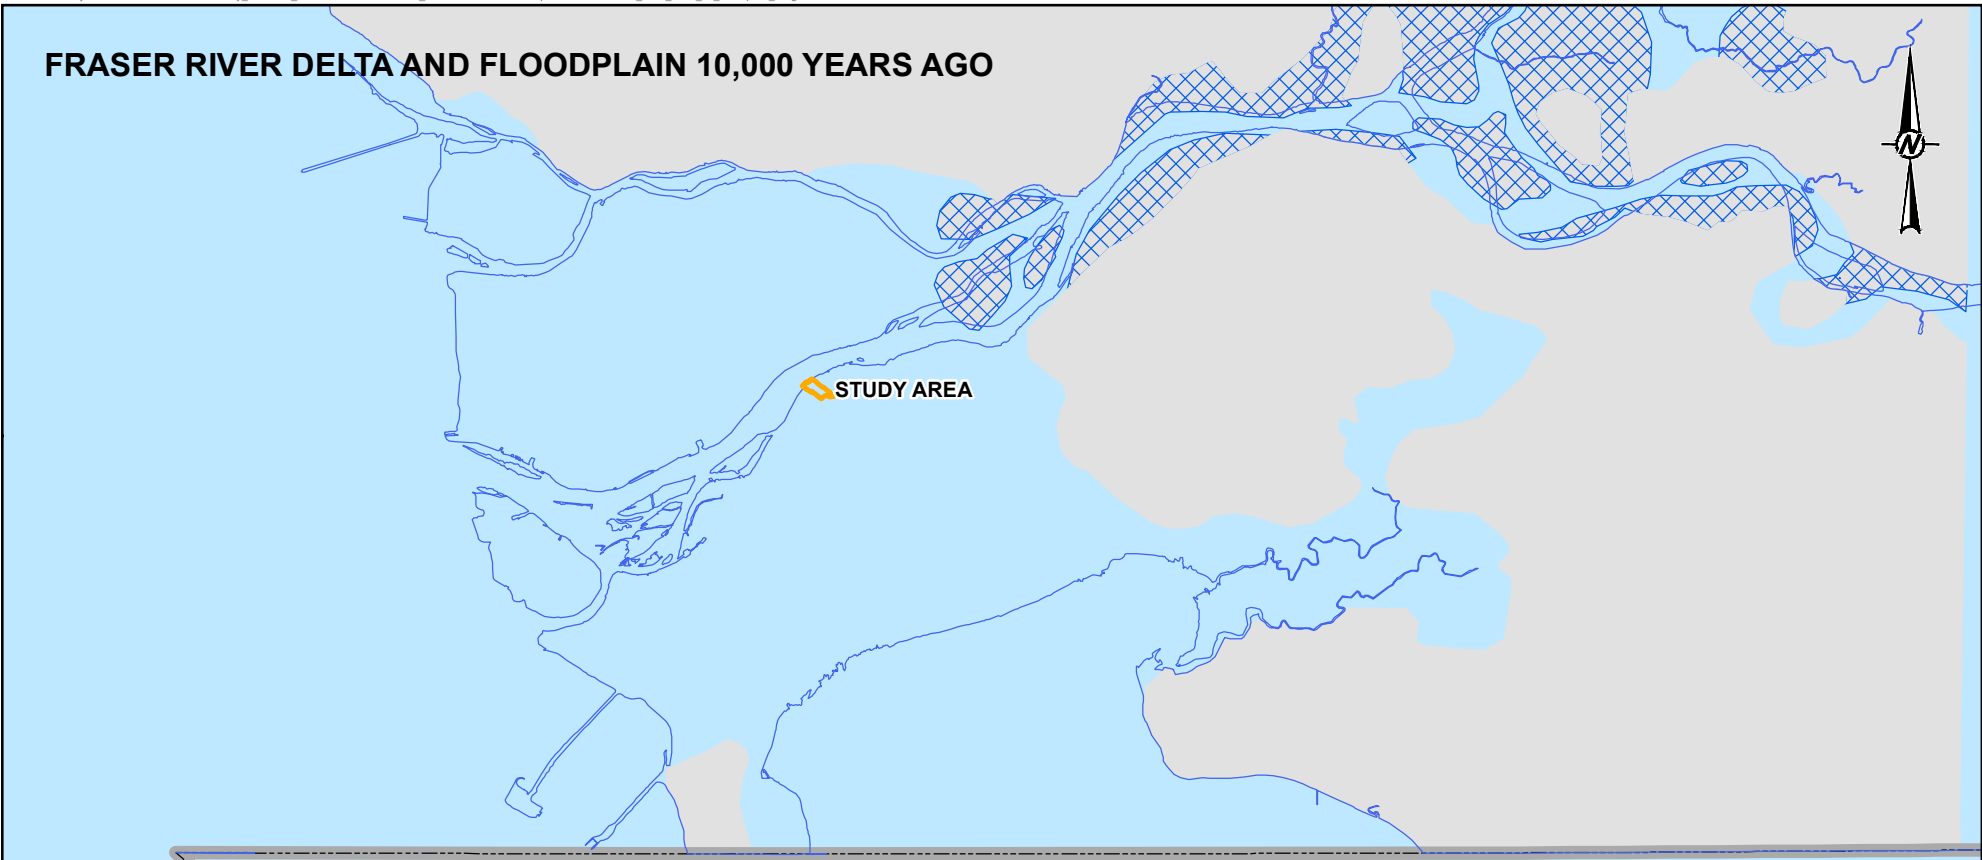 FRASER RIVER DELTA AND FLOODPLAIN 10,000 YEARS AGO
N
STUDY AREA